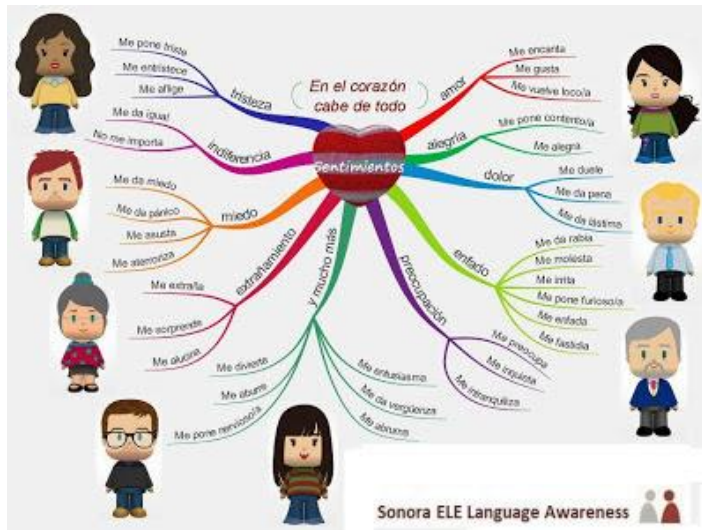 En el corazón
cabe de todo
Sentimientos
tristeza
Me pone triste
Me entristece
Me aflige
indiferencia
Me da igual
No me importa
miedo
Me da miedo
Me da pánico
Me asusta
Me aterroriza
extrañamiento
Me extraña
Me sorprende
Me alucina
y mucho más
Me divierte
Me aburre
Me pone nervioso/a
Me entusiasma
Me da vergüenza
Me abruma
preocupación
Me preocupa
Me inquieta
Me intranquiliza
enfado
Me da rabia
Me molesta
Me irrita
Me pone furioso/a
Me enfada
Me fastidia
dolor
Me duele
Me da pena
Me da lástima
alegría
Me pone contento/a
Me alegra
amor
Me encanta
Me gusta
Me vuelve loco/a
Sonora ELE Language Awareness